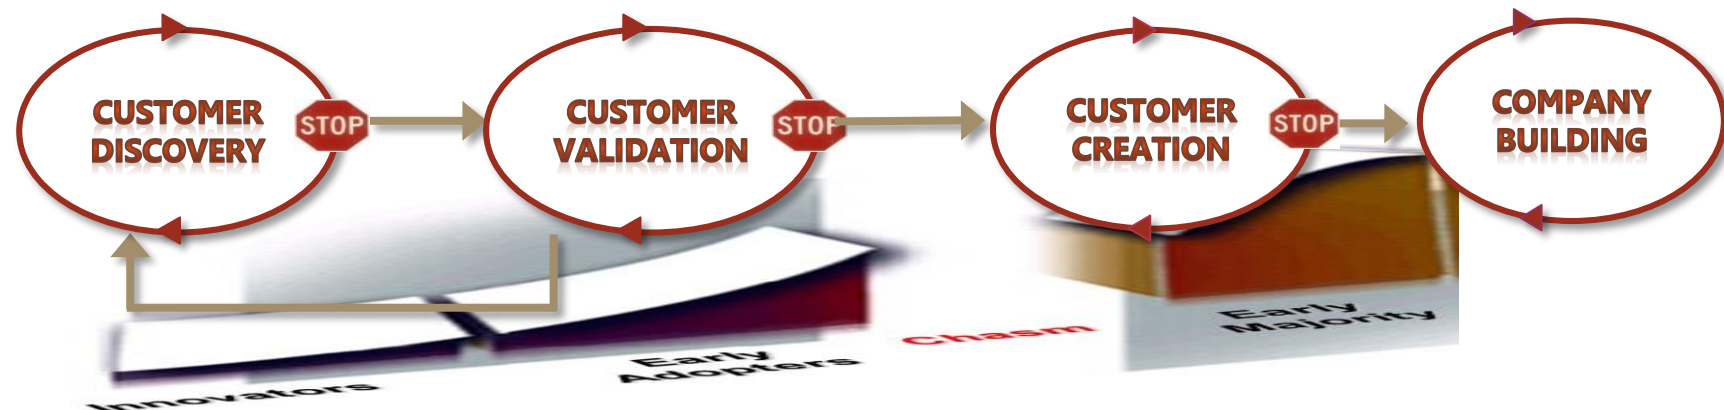 CUSTOMER
DISCOVERY
STOP
CUSTOMER
VALIDATION
STOP
CUSTOMER
CREATION
STOP
COMPANY
BUILDING
Innovators
Early
Adopters
Chasm
Early
Majority